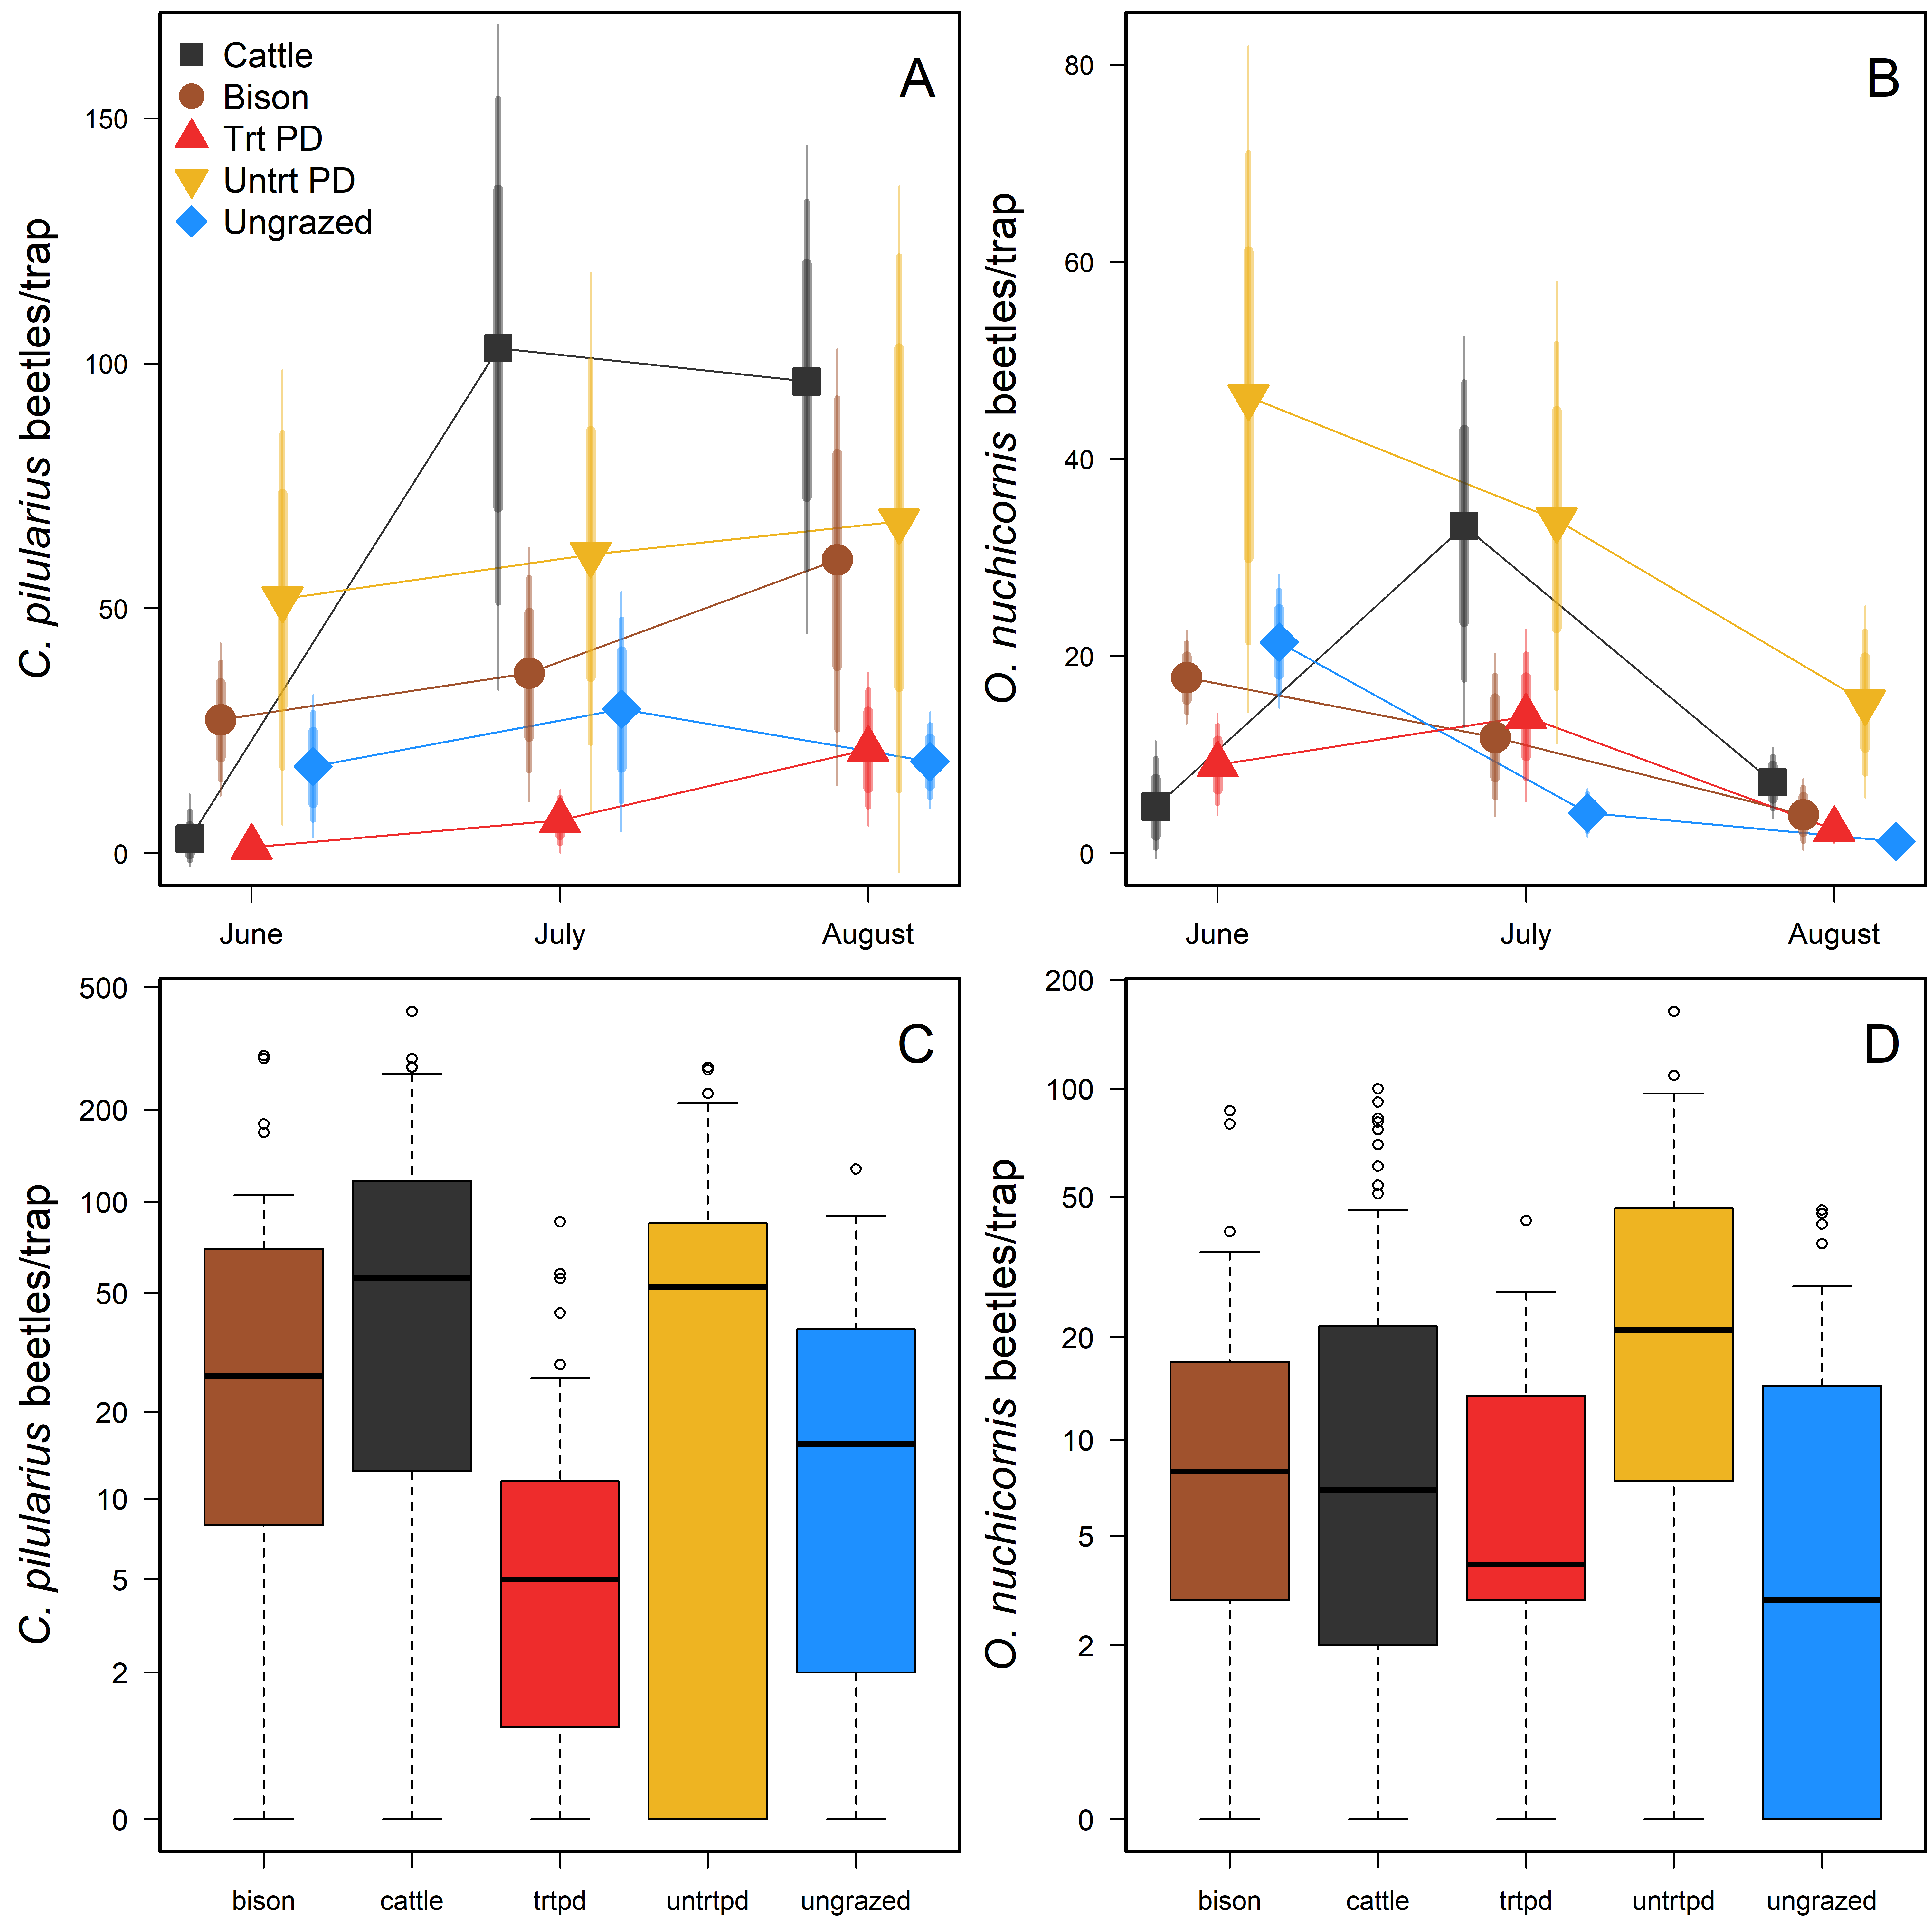 A
Cattle
Bison
Trt PD
Untrt PD
Ungrazed
C. pilularius beetles/trap
150
100
50
0
June July August
B
O. nuchicornis beetles/trap
80
60
40
20
0
June July August
C
C. pilularius beetles/trap
500
200
100
50
20
10
5
2
0
bison cattle trtpd untrtpd ungrazed
D
O. nuchicornis beetles/trap
200
100
50
20
10
5
2
0
bison cattle trtpd untrtpd ungrazed